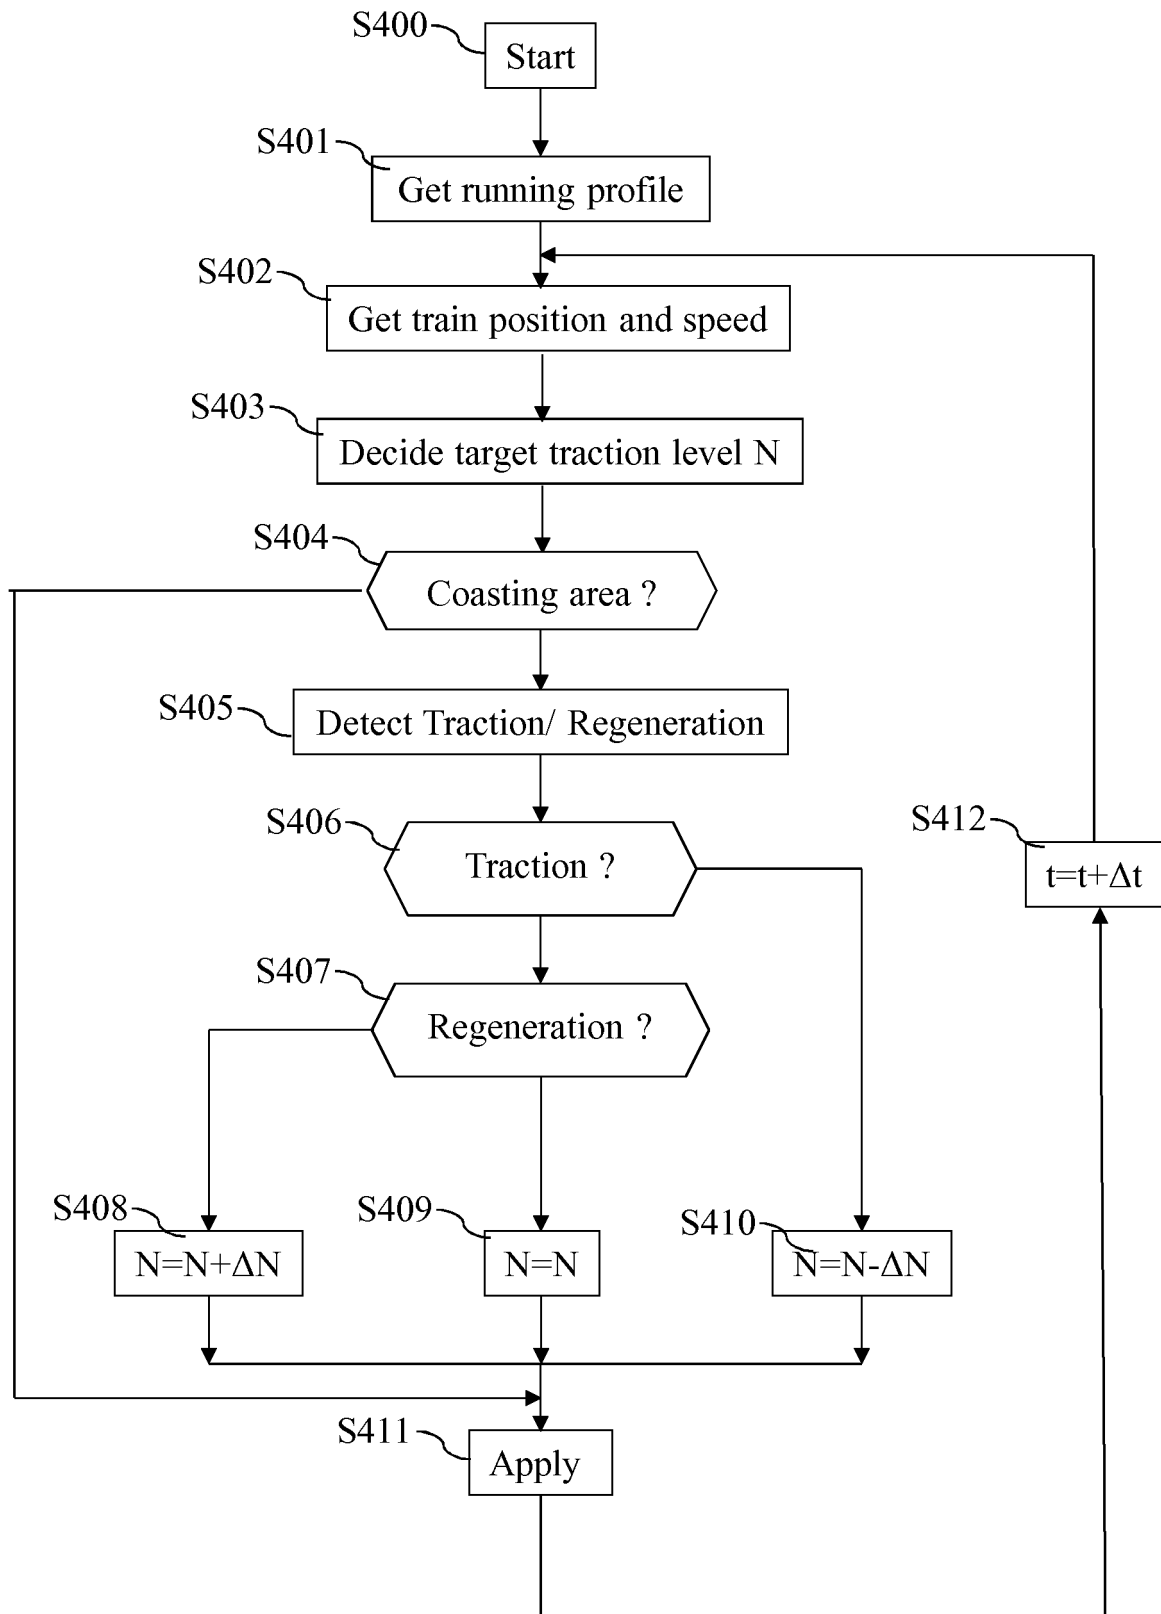 S400
Start
S401
Get running profile
S402
Get train position and speed
S403
Decide target traction level N
S404
Coasting area ?
S405
Detect Traction/ Regeneration
S406
Traction ?
S412
t=t+Δt
S407
Regeneration ?
S408
N=N+ΔN
S409
N=N
S410
N=N-ΔN
S411
Apply